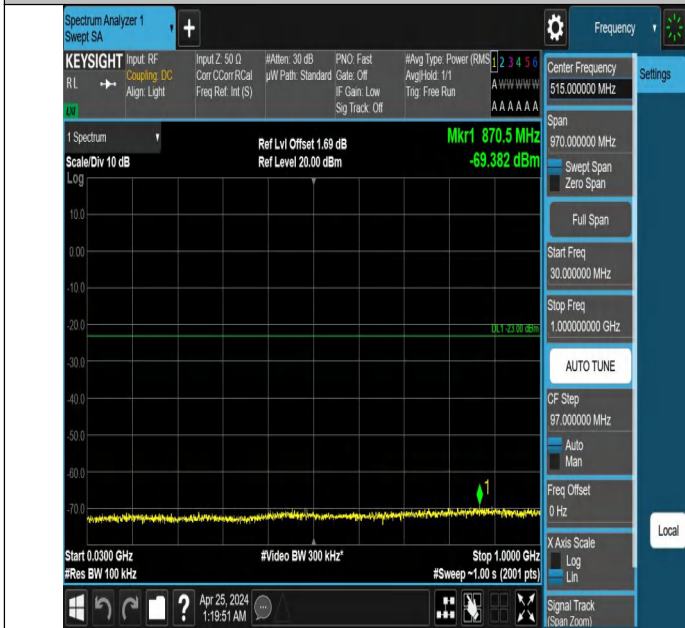 Spectrum Analyzer 1
Swept SA
+
Frequency
KEYSIGHT
RL
LXI
Input: RF
Coupling: DC
Align: Light
Input Z: 50 Ω
Corr CCorr RCal
Freq Ref: Int (S)
#Atten: 30 dB
µW Path: Standard
PNO: Fast
Gate: Off
IF Gain: Low
Sig Track: Off
#Avg Type: Power (RMS
Avg|Hold: 1/1
Trig: Free Run
1 2 3 4 5 6
A W W W W W
A A A A A A
1 Spectrum
Scale/Div 10 dB
Log
Ref Lvl Offset 1.69 dB
Ref Level 20.00 dBm
Mkr1 870.5 MHz
-69.382 dBm
10.0
0.00
-10.0
-20.0
DL1 -23.00 dBm
-30.0
-40.0
-50.0
-60.0
1
-70.0
Start 0.0300 GHz
#Res BW 100 kHz
#Video BW 300 kHz*
Stop 1.0000 GHz
#Sweep ~1.00 s (2001 pts)
?
Apr 25, 2024
1:19:51 AM
Center Frequency
515.000000 MHz
Settings
Span
970.000000 MHz
Swept Span
Zero Span
Full Span
Start Freq
30.000000 MHz
Stop Freq
1.000000000 GHz
AUTO TUNE
CF Step
97.000000 MHz
Auto
Man
Freq Offset
0 Hz
Local
X Axis Scale
Log
Lin
Signal Track
(Span Zoom)